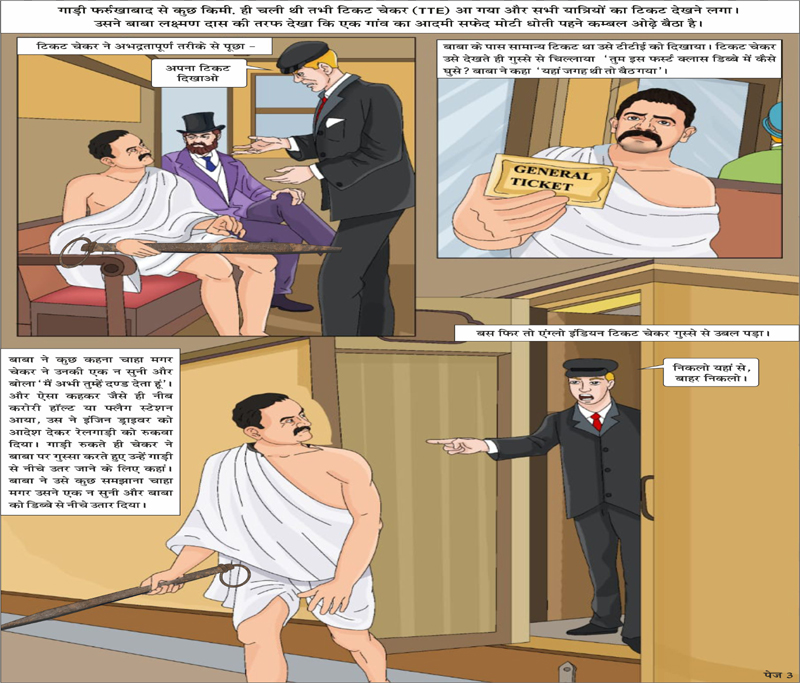 गाड़ी फर्रुखाबाद से कुछ किमी. ही चली थी तभी टिकट चेकर (TTE) आ गया और सभी यात्रियों का टिकट देखने लगा।
उसने बाबा लक्ष्मण दास की तरफ देखा कि एक गांव का आदमी सफेद मोटी धोती पहने कम्बल ओढ़े बैठा है।
टिकट चेकर ने अभद्रतापूर्ण तरीके से पूछा –
अपना टिकट
दिखाओ
बाबा के पास सामान्य टिकट था उसे टीटीई को दिखाया। टिकट चेकर
उसे देखते ही गुस्से से चिल्लाया 'तुम इस फर्स्ट क्लास डिब्बे में कैसे
घुसे? बाबा ने कहा 'यहां जगह थी तो बैठ गया'।
GENERAL
TICKET
बस फिर तो एंग्लो इंडियन टिकट चेकर गुस्से से उबल पड़ा।
बाबा ने कुछ कहना चाहा मगर
चेकर ने उनकी एक न सुनी और
बोला 'मैं अभी तुम्हें दण्ड देता हूं'।
और ऐसा कहकर जैसे ही नीब
करोरी हॉल्ट या फ्लैग स्टेशन
आया, उस ने इंजिन ड्राइवर को
आदेश देकर रेलगाड़ी को रुकवा
दिया। गाड़ी रुकते ही चेकर ने
बाबा पर गुस्सा करते हुए उन्हें गाड़ी
से नीचे उतर जाने के लिए कहां।
बाबा ने उसे कुछ समझाना चाहा
मगर उसने एक न सुनी और बाबा
को डिब्बे से नीचे उतार दिया।
निकलो यहां से,
बाहर निकलो।
पेज 3